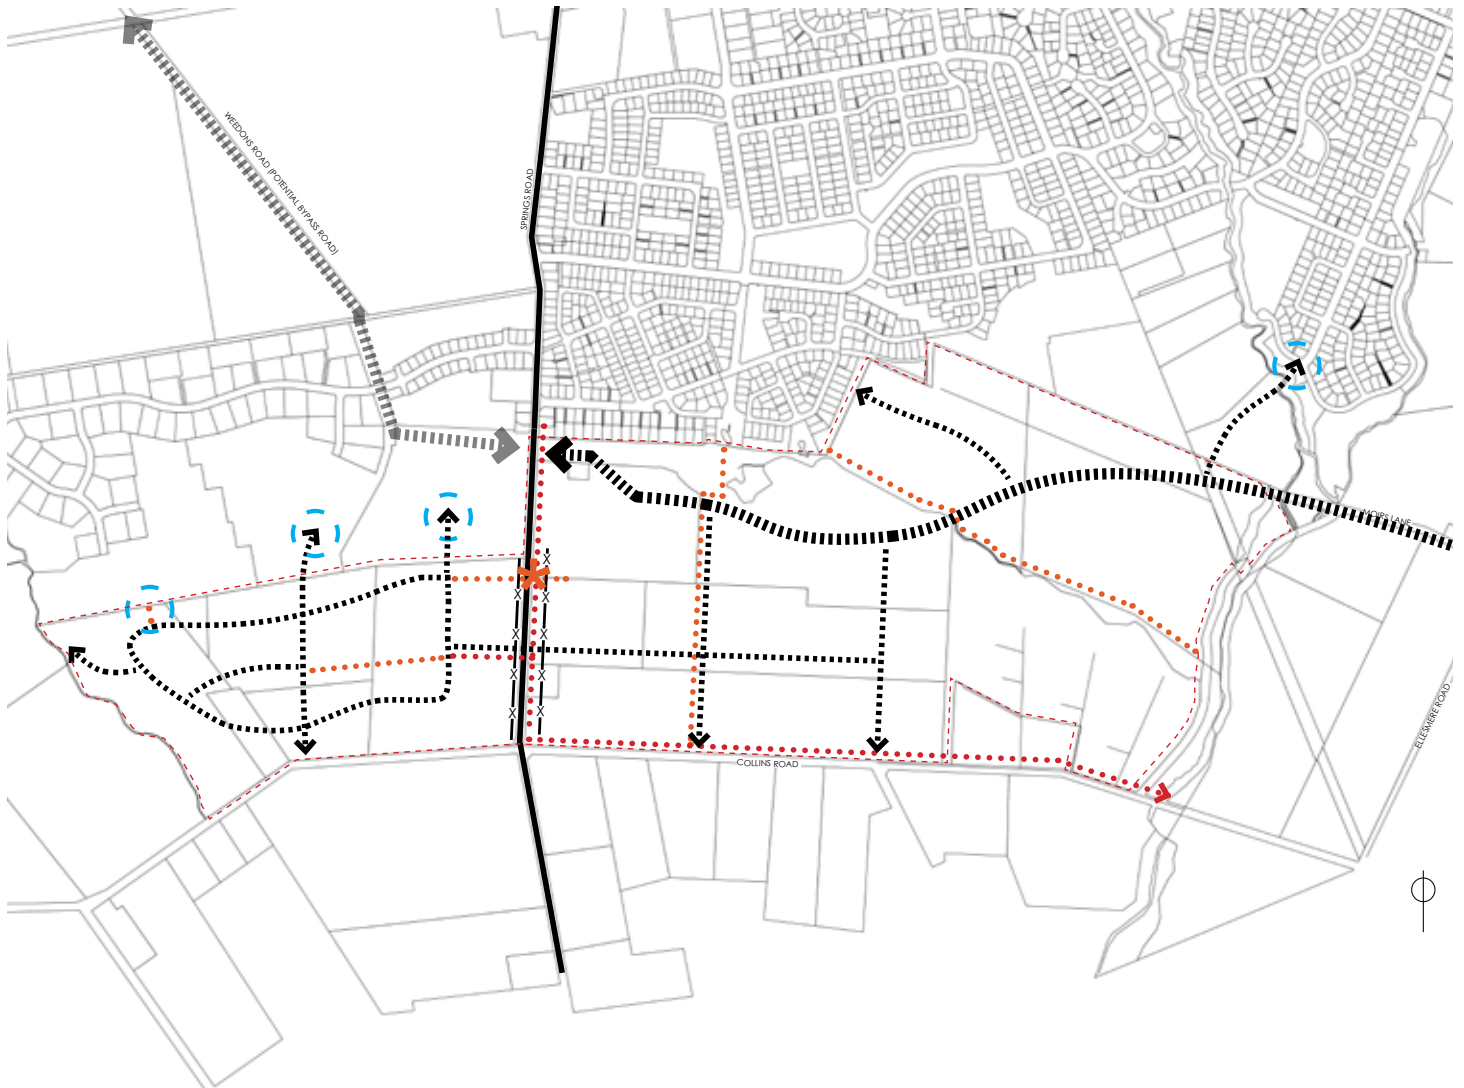 WEEDONS ROAD (POTENTIAL BYPASS ROAD)
SPRINGS ROAD
MOIRS LANE
X
X
X
X
X
X
X
X
ELLESMERE ROAD
COLLINS ROAD